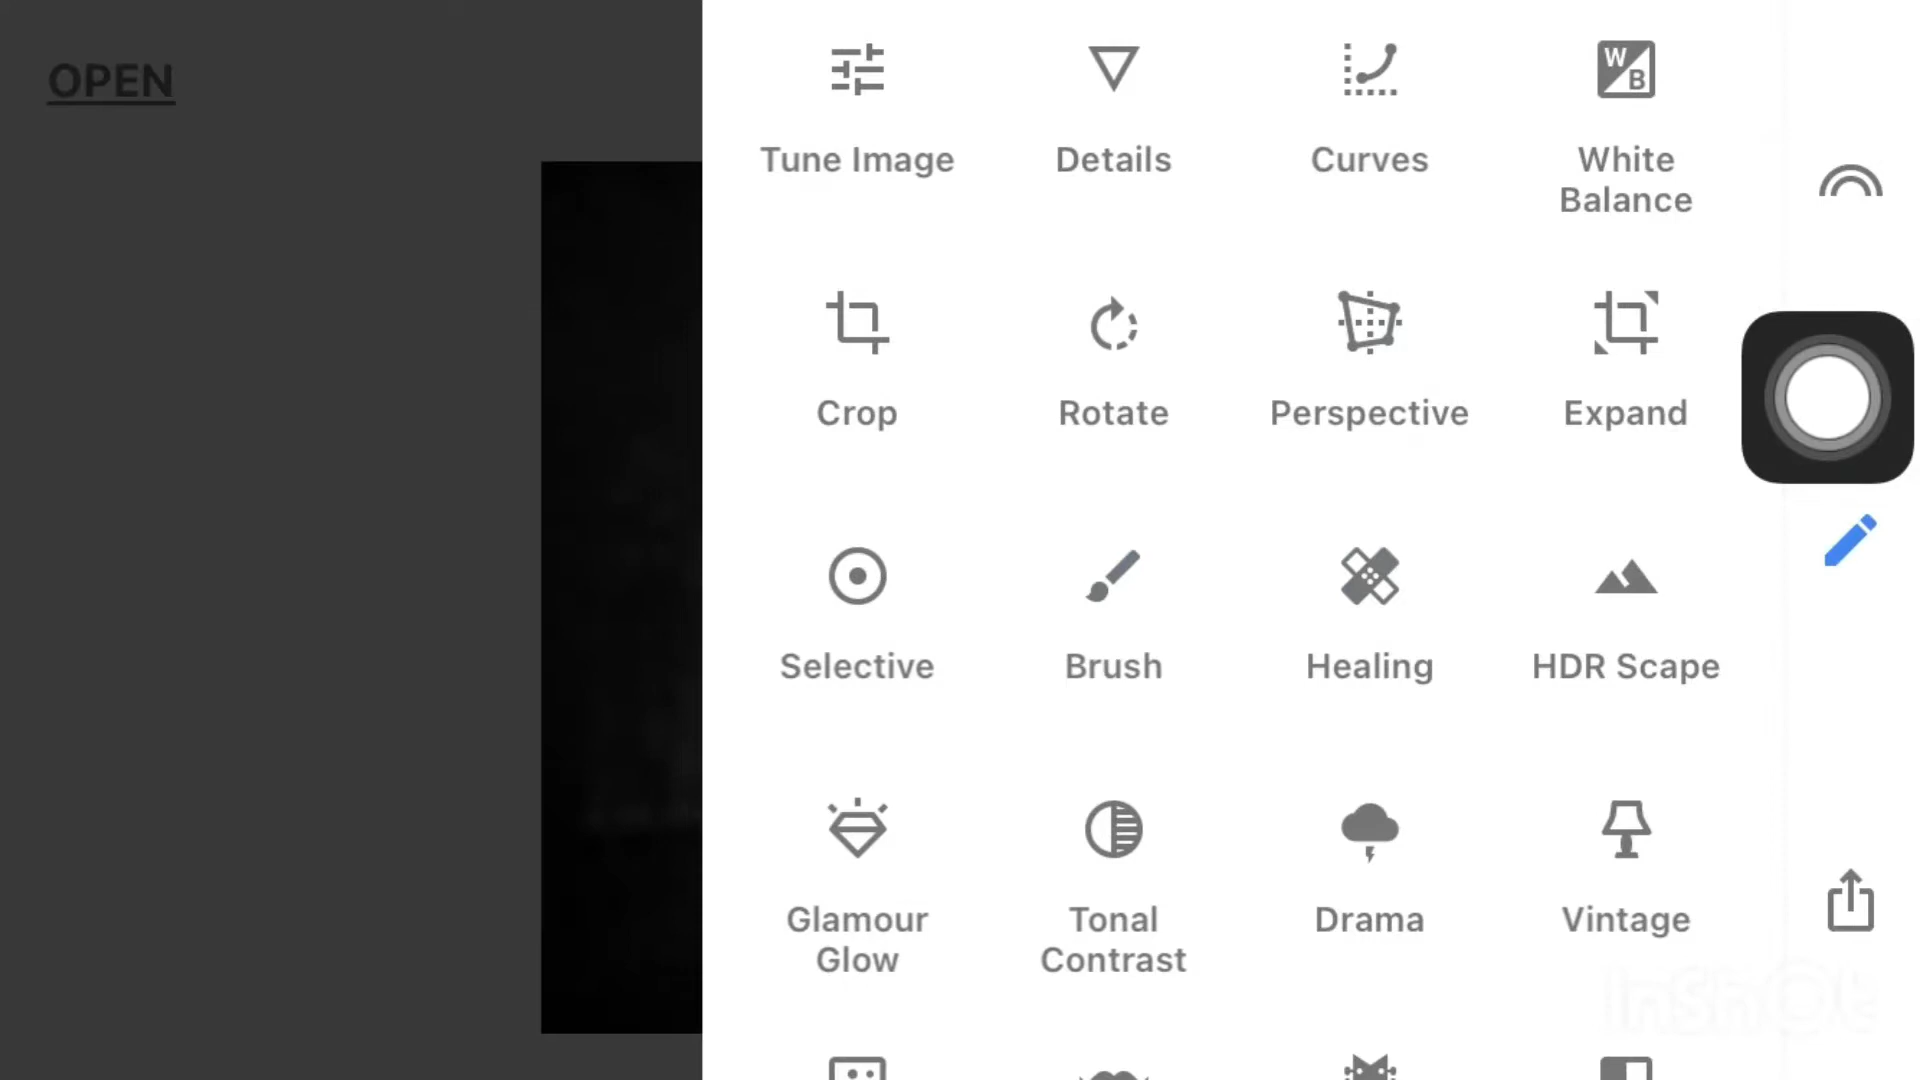 OPEN
Tune Image
Details
Curves
W
B
White
Balance
Crop
Rotate
Perspective
Expand
Selective
Brush
Healing
HDR Scape
Glamour
Glow
Tonal
Contrast
Drama
Vintage
InShOt